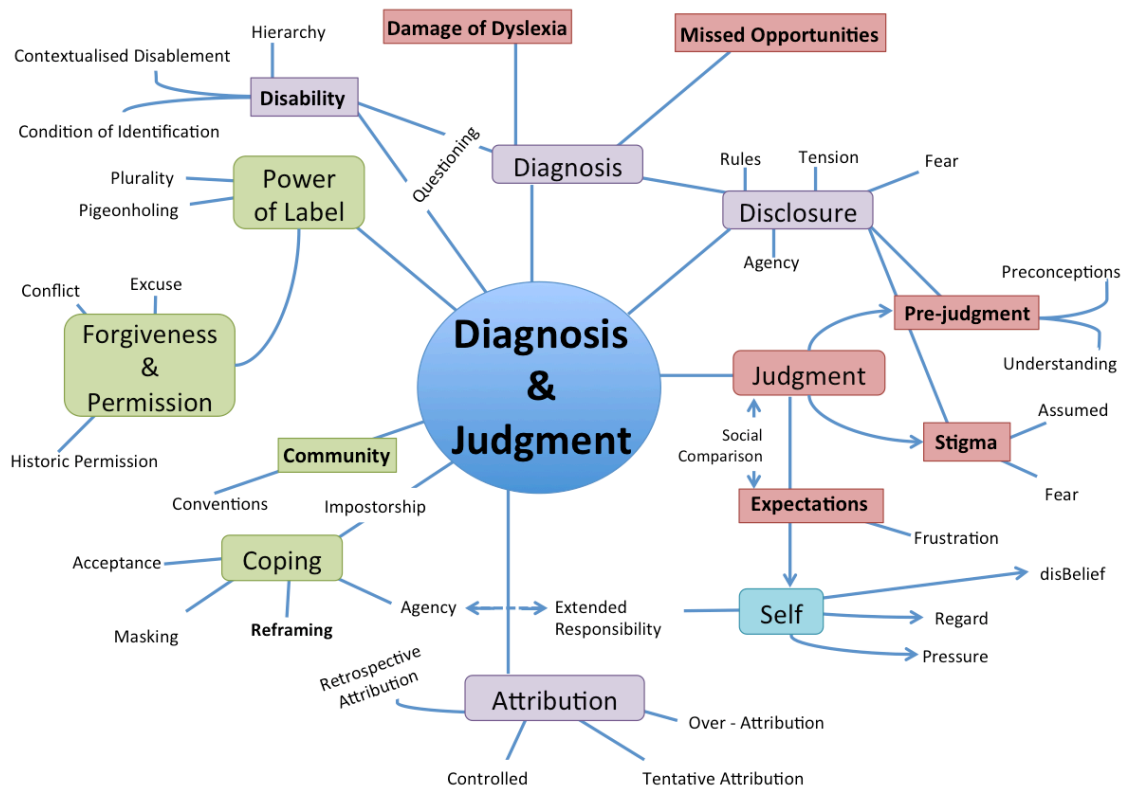 Damage of Dyslexia
Missed Opportunities
Hierarchy
Contextualised Disablement
Disability
Condition of Identification
Questioning
Diagnosis
Rules
Tension
Fear
Disclosure
Agency
Plurality
Pigeonholing
Power
of Label
Conflict
Excuse
Forgiveness
&
Permission
Historic Permission
Diagnosis
&
Judgment
Preconceptions
Pre-judgment
Understanding
Judgment
Assumed
Stigma
Fear
Social
Comparison
Expectations
Frustration
Community
Conventions
Impostorship
Coping
Acceptance
Masking
Reframing
Agency
Extended
Responsibility
Self
disBelief
Regard
Pressure
Retrospective
Attribution
Attribution
Over - Attribution
Controlled
Tentative Attribution